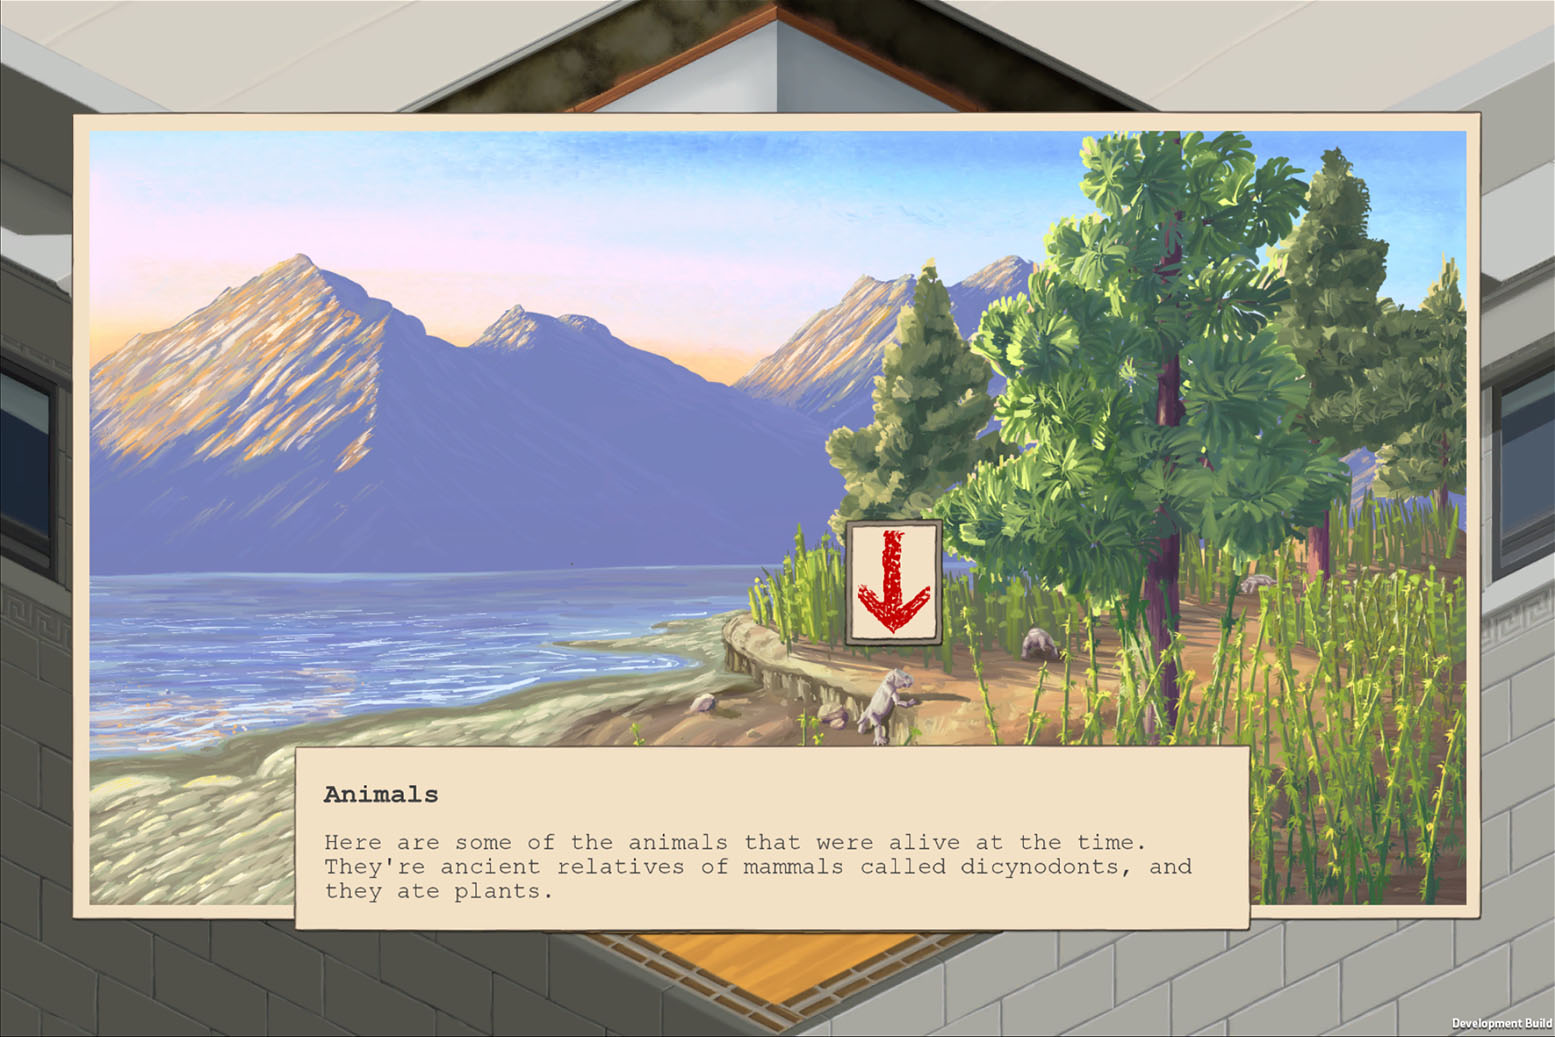 Animals
Here are some of the animals that were alive at the time.
They're ancient relatives of mammals called dicynodonts, and
they ate plants.
Development Build